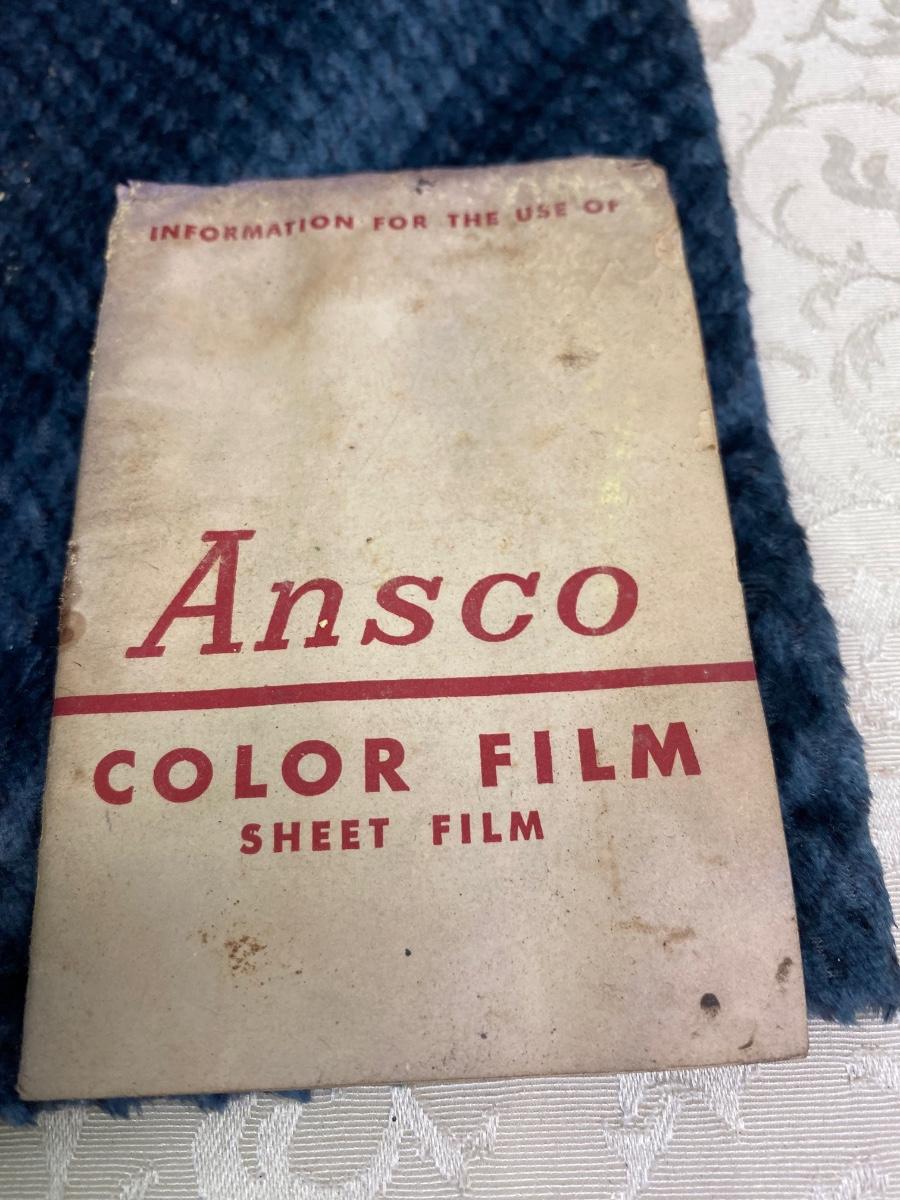 INFORMATION FOR THE USE OF
Ansco
COLOR FILM
SHEET FILM